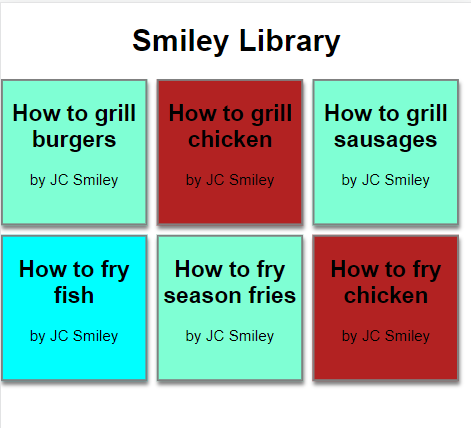 Smiley Library
How to grill
burgers
by JC Smiley
How to grill
chicken
by JC Smiley
How to grill
sausages
by JC Smiley
How to fry
fish
by JC Smiley
How to fry
season fries
by JC Smiley
How to fry
chicken
by JC Smiley